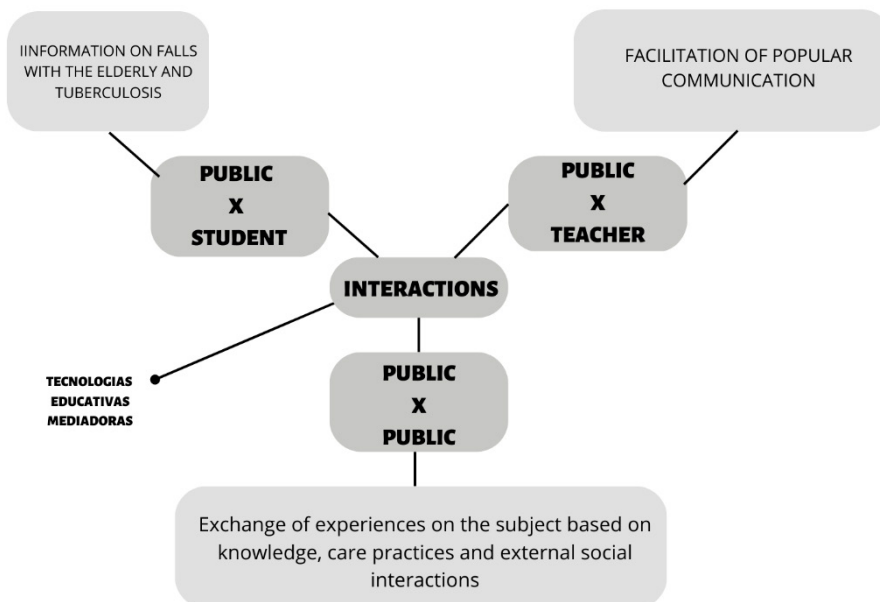 IINFORMATION ON FALLS
WITH THE ELDERLY AND
TUBERCULOSIS
FACILITATION OF POPULAR
COMMUNICATION
PUBLIC
X
STUDENT
PUBLIC
X
TEACHER
INTERACTIONS
TECNOLOGIAS
EDUCATIVAS
MEDIADORAS
PUBLIC
X
PUBLIC
Exchange of experiences on the subject based on
knowledge, care practices and external social
interactions